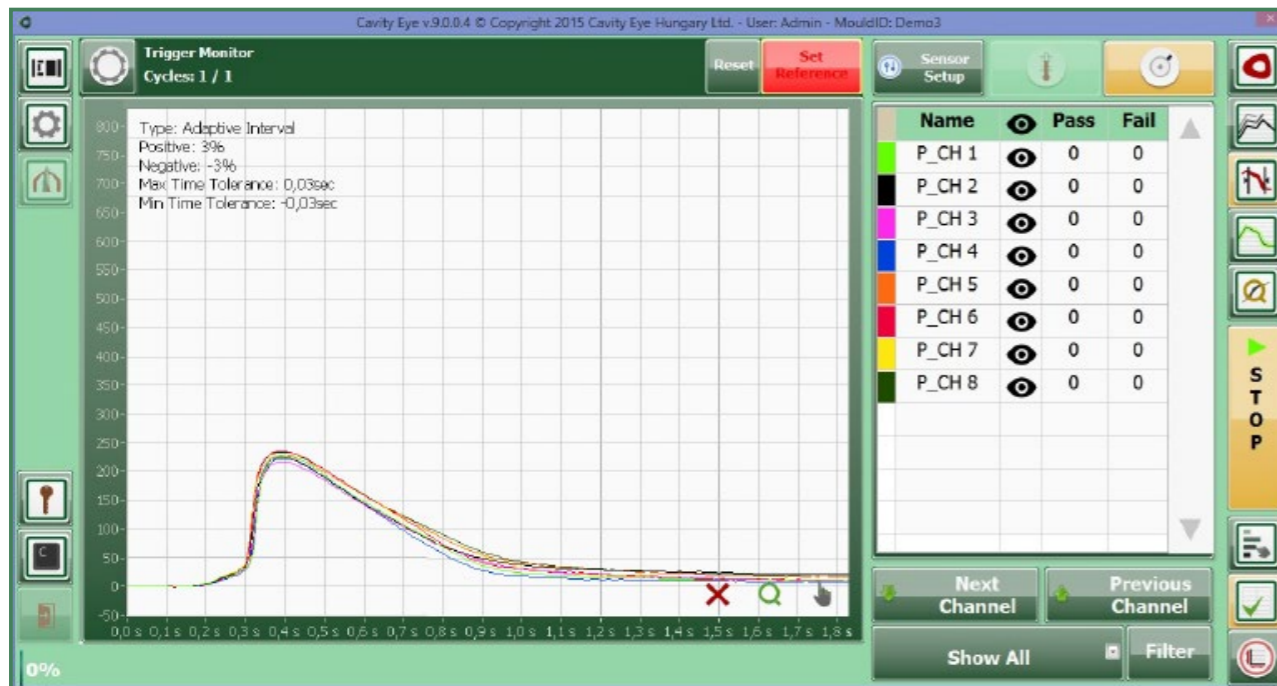 Cavity Eye v.9.0.0.4 © Copyright 2015 Cavity Eye Hungary Ltd. - User: Admin - MouldID: Demo3
Trigger Monitor
Cycles: 1 / 1
Reset
Set
Reference
Sensor
Setup
Type: Adaptive Interval
Positive: 3%
Negative: -3%
Max Time Tolerance: 0,03sec
Min Time Tolerance: -0,03sec
800
750
700
650
600
550
500
450
400
350
300
250
200
150
100
50
0
-50
0,0 s 0,1 s 0,2 s 0,3 s 0,4 s 0,5 s 0,6 s 0,7 s 0,8 s 0,9 s 1,0 s 1,1 s 1,2 s 1,3 s 1,4 s 1,5 s 1,6 s 1,7 s 1,8 s
Name Pass Fail
P_CH 1 0 0
P_CH 2 0 0
P_CH 3 0 0
P_CH 4 0 0
P_CH 5 0 0
P_CH 6 0 0
P_CH 7 0 0
P_CH 8 0 0
Next
Channel
Previous
Channel
Show All
Filter
S
T
O
P
C
0%